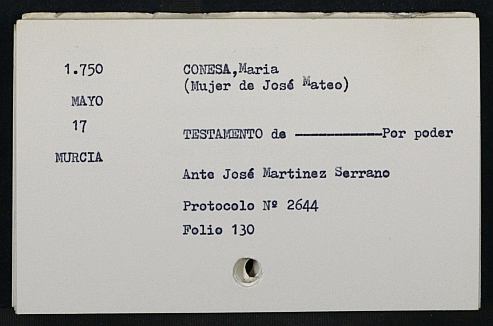 1.750
MAYO
17
MURCIA
CONESA,Maria
(Mujer de José Mateo)
TESTAMENTO de ------------Por poder
Ante José Martinez Serrano
Protocolo Nº 2644
Folio 130